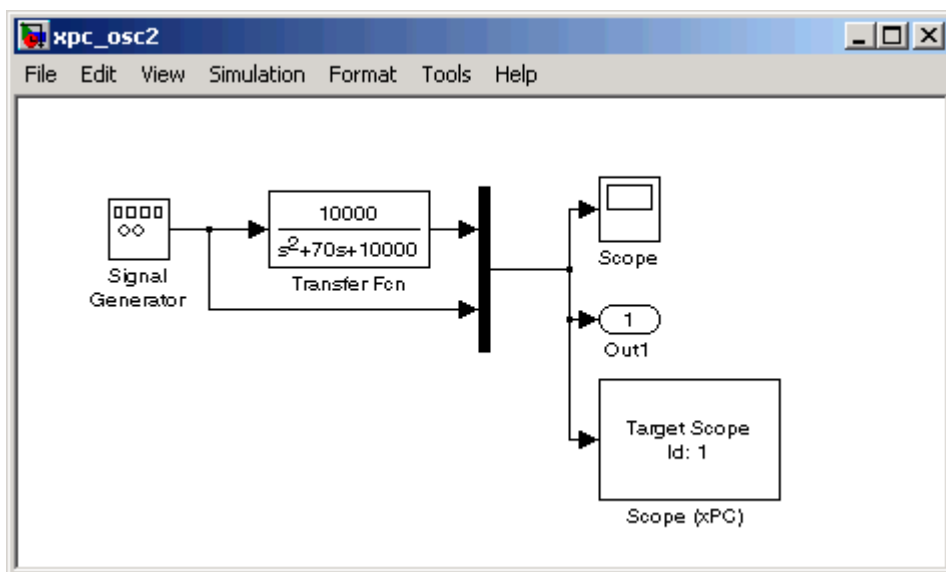 xpc_osc2
File Edit View Simulation Format Tools Help
Signal
Generator
10000
s²+70s+10000
Transfer Fcn
Scope
1
Out1
Target Scope
Id: 1
Scope (xPC)